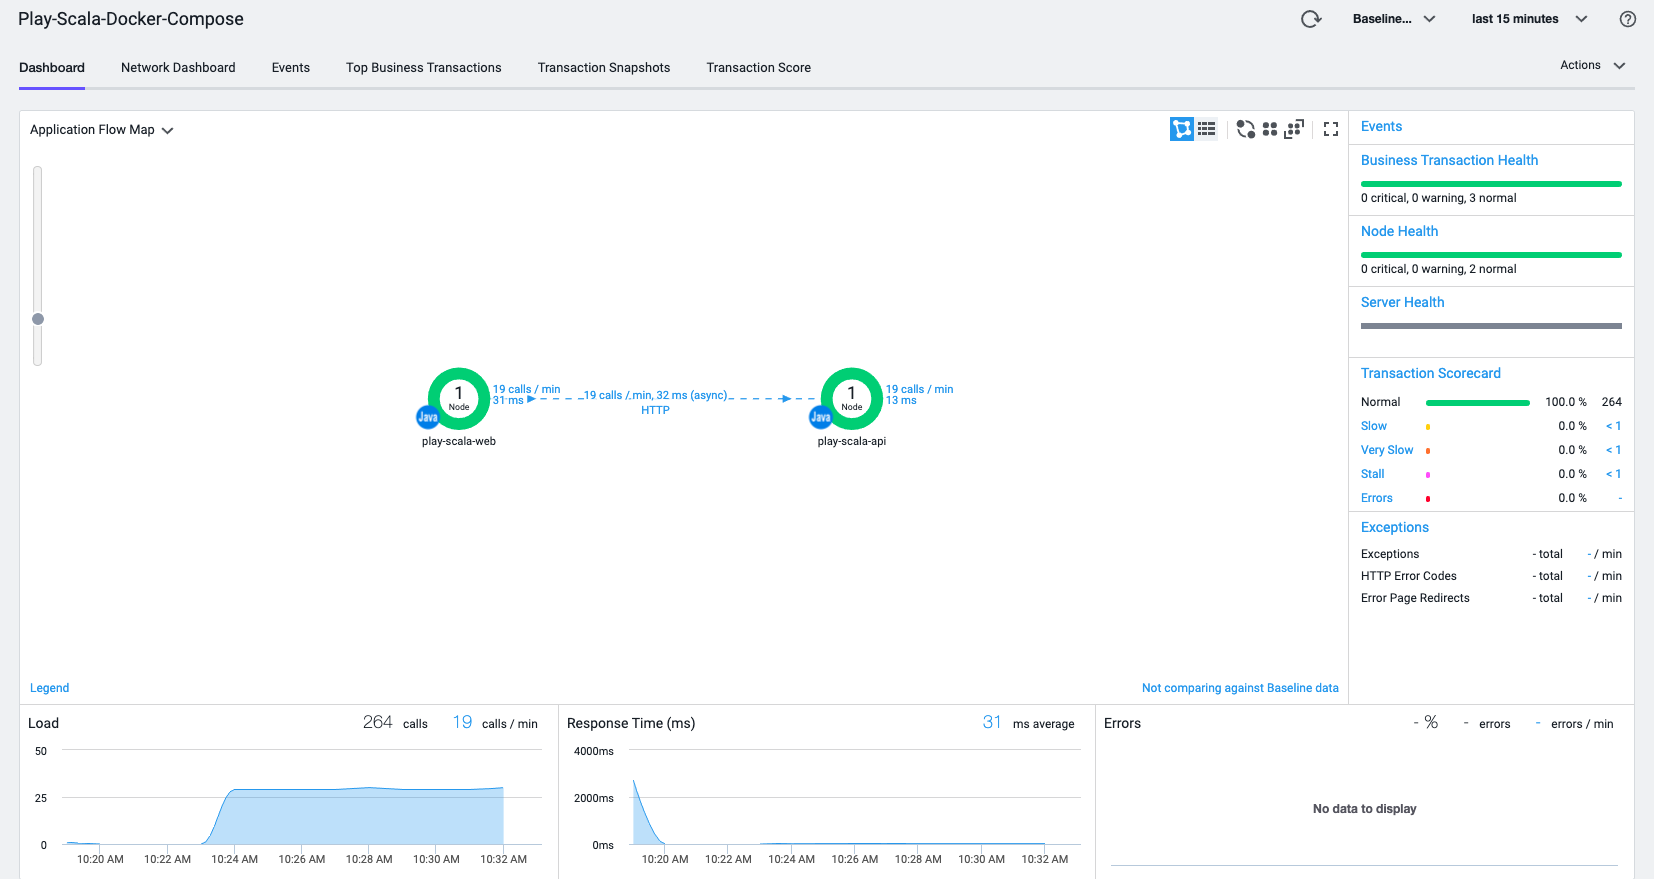 Play-Scala-Docker-Compose
Baseline...
last 15 minutes
Dashboard
Network Dashboard
Events
Top Business Transactions
Transaction Snapshots
Transaction Score
Actions
Application Flow Map
1
Node
Java
play-scala-web
19 calls / min
31 ms
19 calls / min, 32 ms (async)
HTTP
1
Node
Java
play-scala-api
19 calls / min
13 ms
Legend
Not comparing against Baseline data
Events
Business Transaction Health
0 critical, 0 warning, 3 normal
Node Health
0 critical, 0 warning, 2 normal
Server Health
Transaction Scorecard
Normal 100.0 % 264
Slow 0.0 % < 1
Very Slow 0.0 % < 1
Stall 0.0 % < 1
Errors 0.0 % -
Exceptions
Exceptions - total - / min
HTTP Error Codes - total - / min
Error Page Redirects - total - / min
Load 264 calls 19 calls / min
50
25
0
10:20 AM 10:22 AM 10:24 AM 10:26 AM 10:28 AM 10:30 AM 10:32 AM
Response Time (ms) 31 ms average
4000ms
2000ms
0ms
10:20 AM 10:22 AM 10:24 AM 10:26 AM 10:28 AM 10:30 AM 10:32 AM
Errors - % - errors - errors / min
No data to display